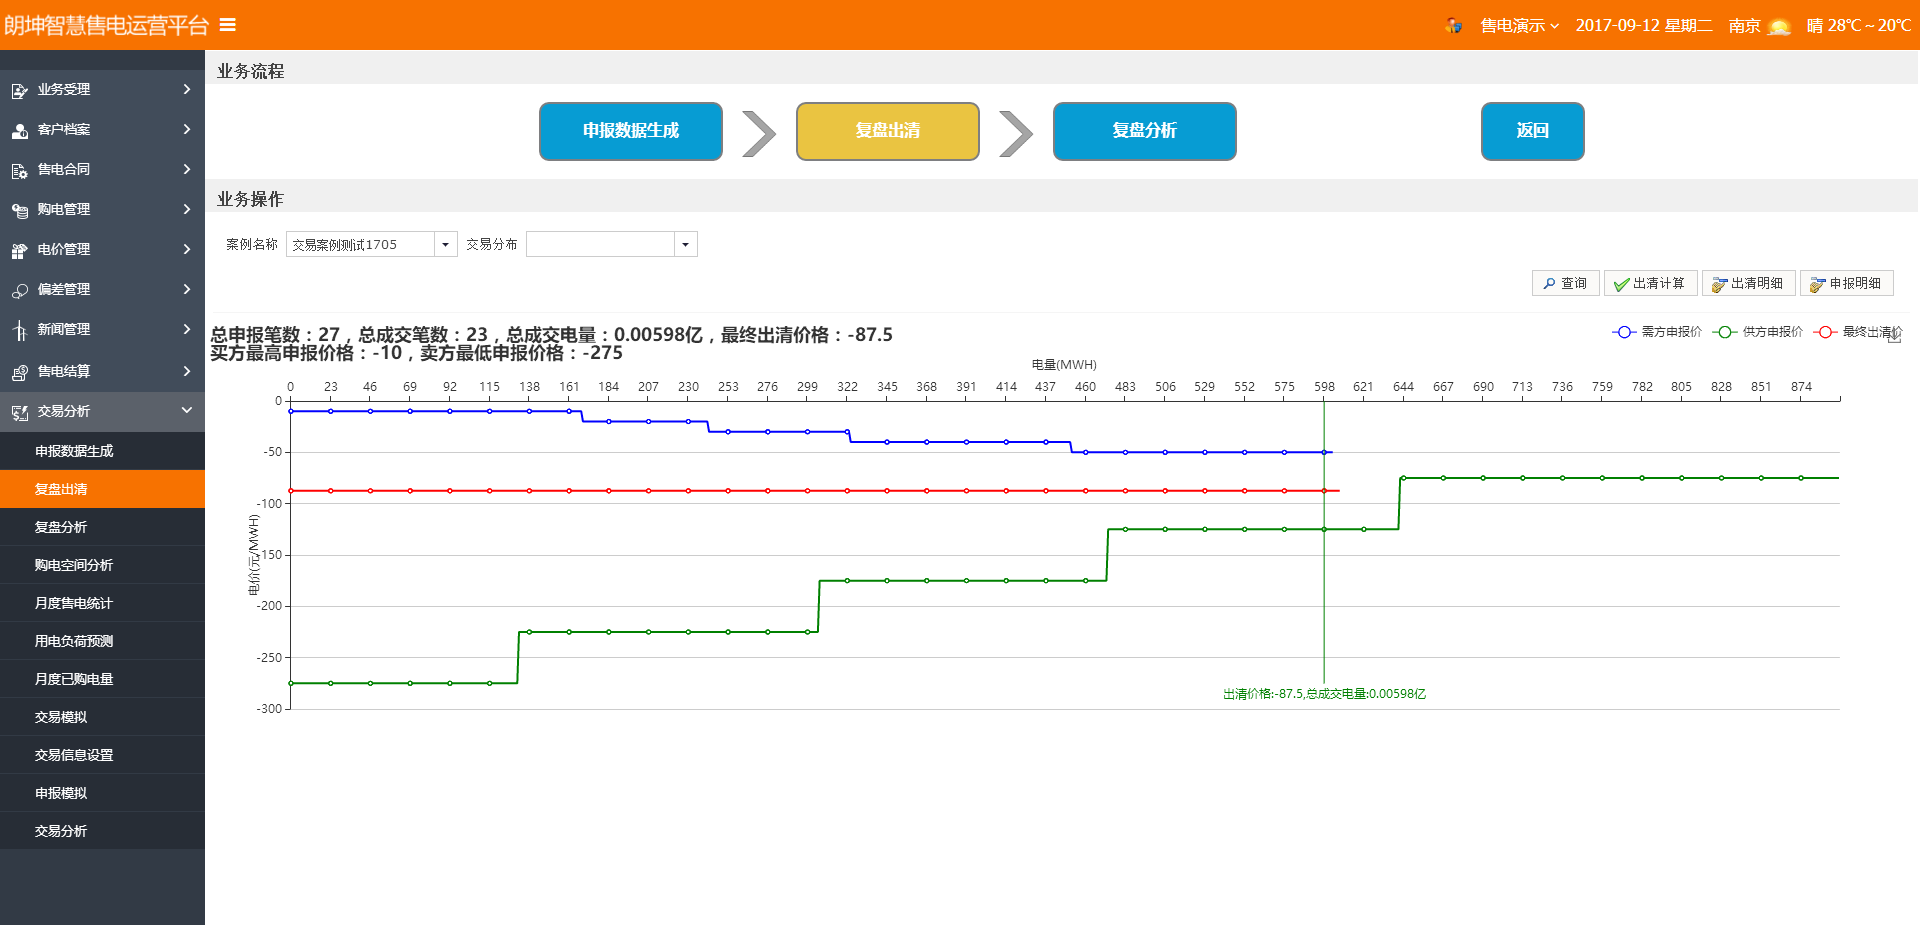 朗坤智慧售电运营平台
售电演示 2017-09-12 星期二 南京 晴 28℃~20℃
业务受理
客户档案
售电合同
购电管理
电价管理
偏差管理
新闻管理
售电结算
交易分析
申报数据生成
复盘出清
复盘分析
购电空间分析
月度售电统计
用电负荷预测
月度已购电量
交易模拟
交易信息设置
申报模拟
交易分析
业务流程
申报数据生成 复盘出清 复盘分析 返回
业务操作
案例名称 交易案例测试1705 交易分布
查询 出清计算 出清明细 申报明细
总申报笔数：27，总成交笔数：23，总成交电量：0.00598亿，最终出清价格：-87.5
买方最高申报价格：-10，卖方最低申报价格：-275
需方申报价 供方申报价 最终出清价
电量(MWH)
0 23 46 69 92 115 138 161 184 207 230 253 276 299 322 345 368 391 414 437 460 483 506 529 552 575 598 621 644 667 690 713 736 759 782 805 828 851 874
0
-50
-100
-150
-200
-250
-300
电价(元/MWH)
出清价格:-87.5,总成交电量:0.00598亿